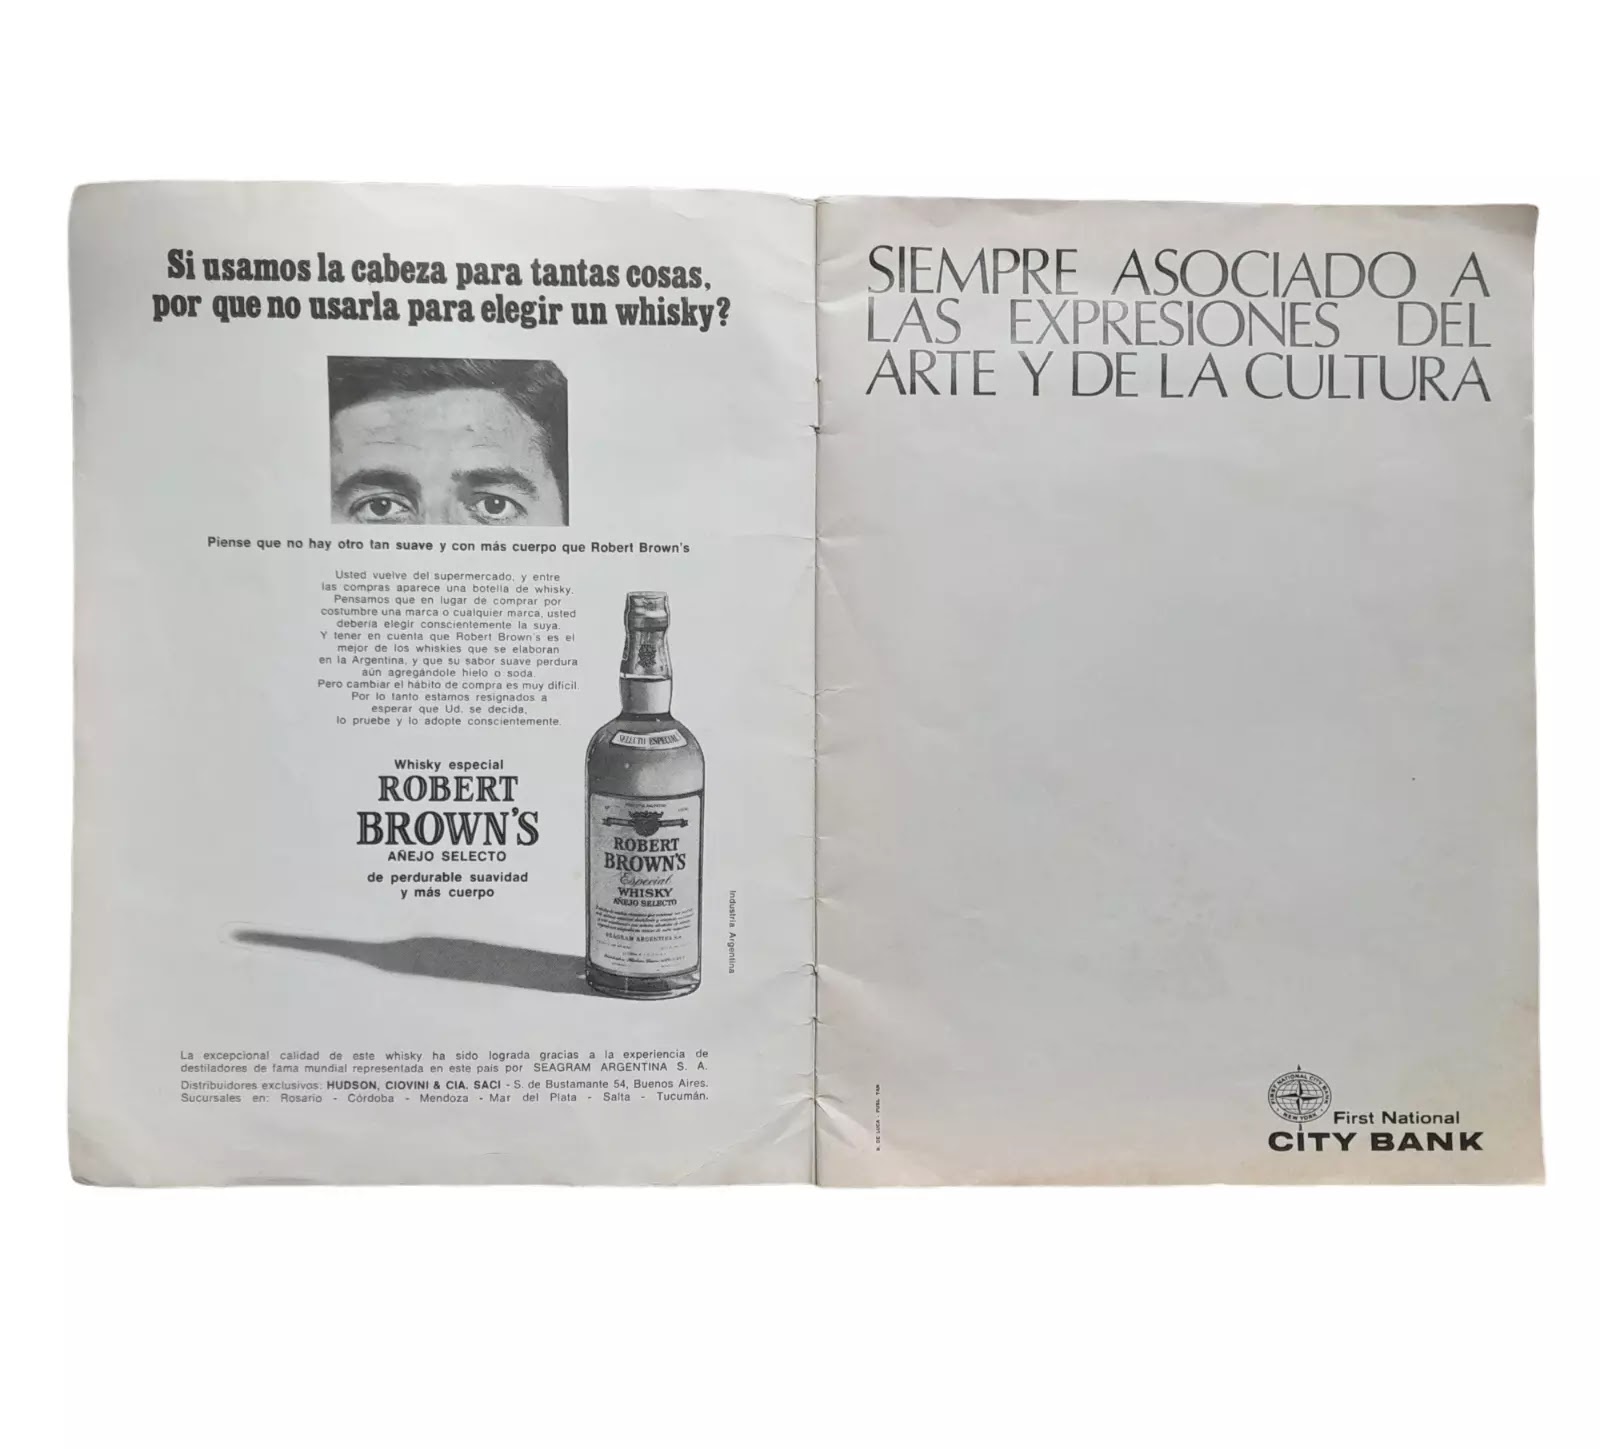 Si usamos la cabeza para tantas cosas,
por que no usarla para elegir un whisky?
Piense que no hay otro tan suave y con más cuerpo que Robert Brown's
Usted vuelve del supermercado, y entre
las compras aparece una botella de whisky.
Pensamos que en lugar de comprar por
costumbre una marca o cualquier marca, usted
debería elegir conscientemente la suya.
Y tener en cuenta que Robert Brown's es el
mejor de los whiskies que se elaboran
en la Argentina, y que su sabor suave perdura
aún agregándole hielo o soda.
Pero cambiar el hábito de compra es muy difícil.
Por lo tanto estamos resignados a
esperar que Ud. se decida,
lo pruebe y lo adopte conscientemente.
Whisky especial
ROBERT
BROWN'S
AÑEJO SELECTO
de perdurable suavidad
y más cuerpo
SELECTO ESPECIAL
ROBERT
BROWN'S
Especial
WHISKY
AÑEJO SELECTO
SEAGRAM ARGENTINA
Industria Argentina
La excepcional calidad de este whisky ha sido lograda gracias a la experiencia de
destiladores de fama mundial representada en este país por SEAGRAM ARGENTINA S. A.
Distribuidores exclusivos: HUDSON, CIOVINI & CIA. SACI - S. de Bustamante 54, Buenos Aires.
Sucursales en: Rosario - Córdoba - Mendoza - Mar del Plata - Salta - Tucumán.
SIEMPRE ASOCIADO A
LAS EXPRESIONES DEL
ARTE Y DE LA CULTURA
FIRST NATIONAL CITY BANK
NEW YORK
First National
CITY BANK